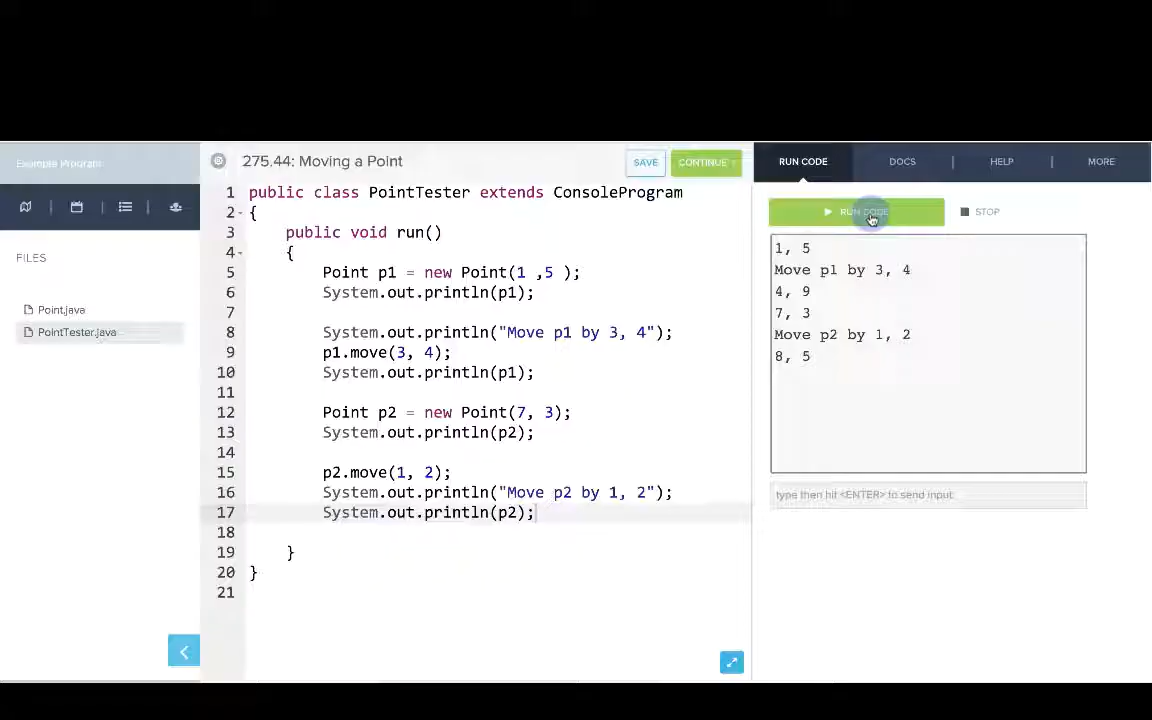 Example Program
275.44: Moving a Point
SAVE
CONTINUE
RUN CODE
DOCS
HELP
MORE
FILES
Point.java
PointTester.java
1 public class PointTester extends ConsoleProgram
2 {
3 public void run()
4 {
5 Point p1 = new Point(1 ,5 );
6 System.out.println(p1);
7
8 System.out.println("Move p1 by 3, 4");
9 p1.move(3, 4);
10 System.out.println(p1);
11
12 Point p2 = new Point(7, 3);
13 System.out.println(p2);
14
15 p2.move(1, 2);
16 System.out.println("Move p2 by 1, 2");
17 System.out.println(p2);
18
19 }
20 }
21
RUN CODE
STOP
1, 5
Move p1 by 3, 4
4, 9
7, 3
Move p2 by 1, 2
8, 5
type then hit <ENTER> to send input